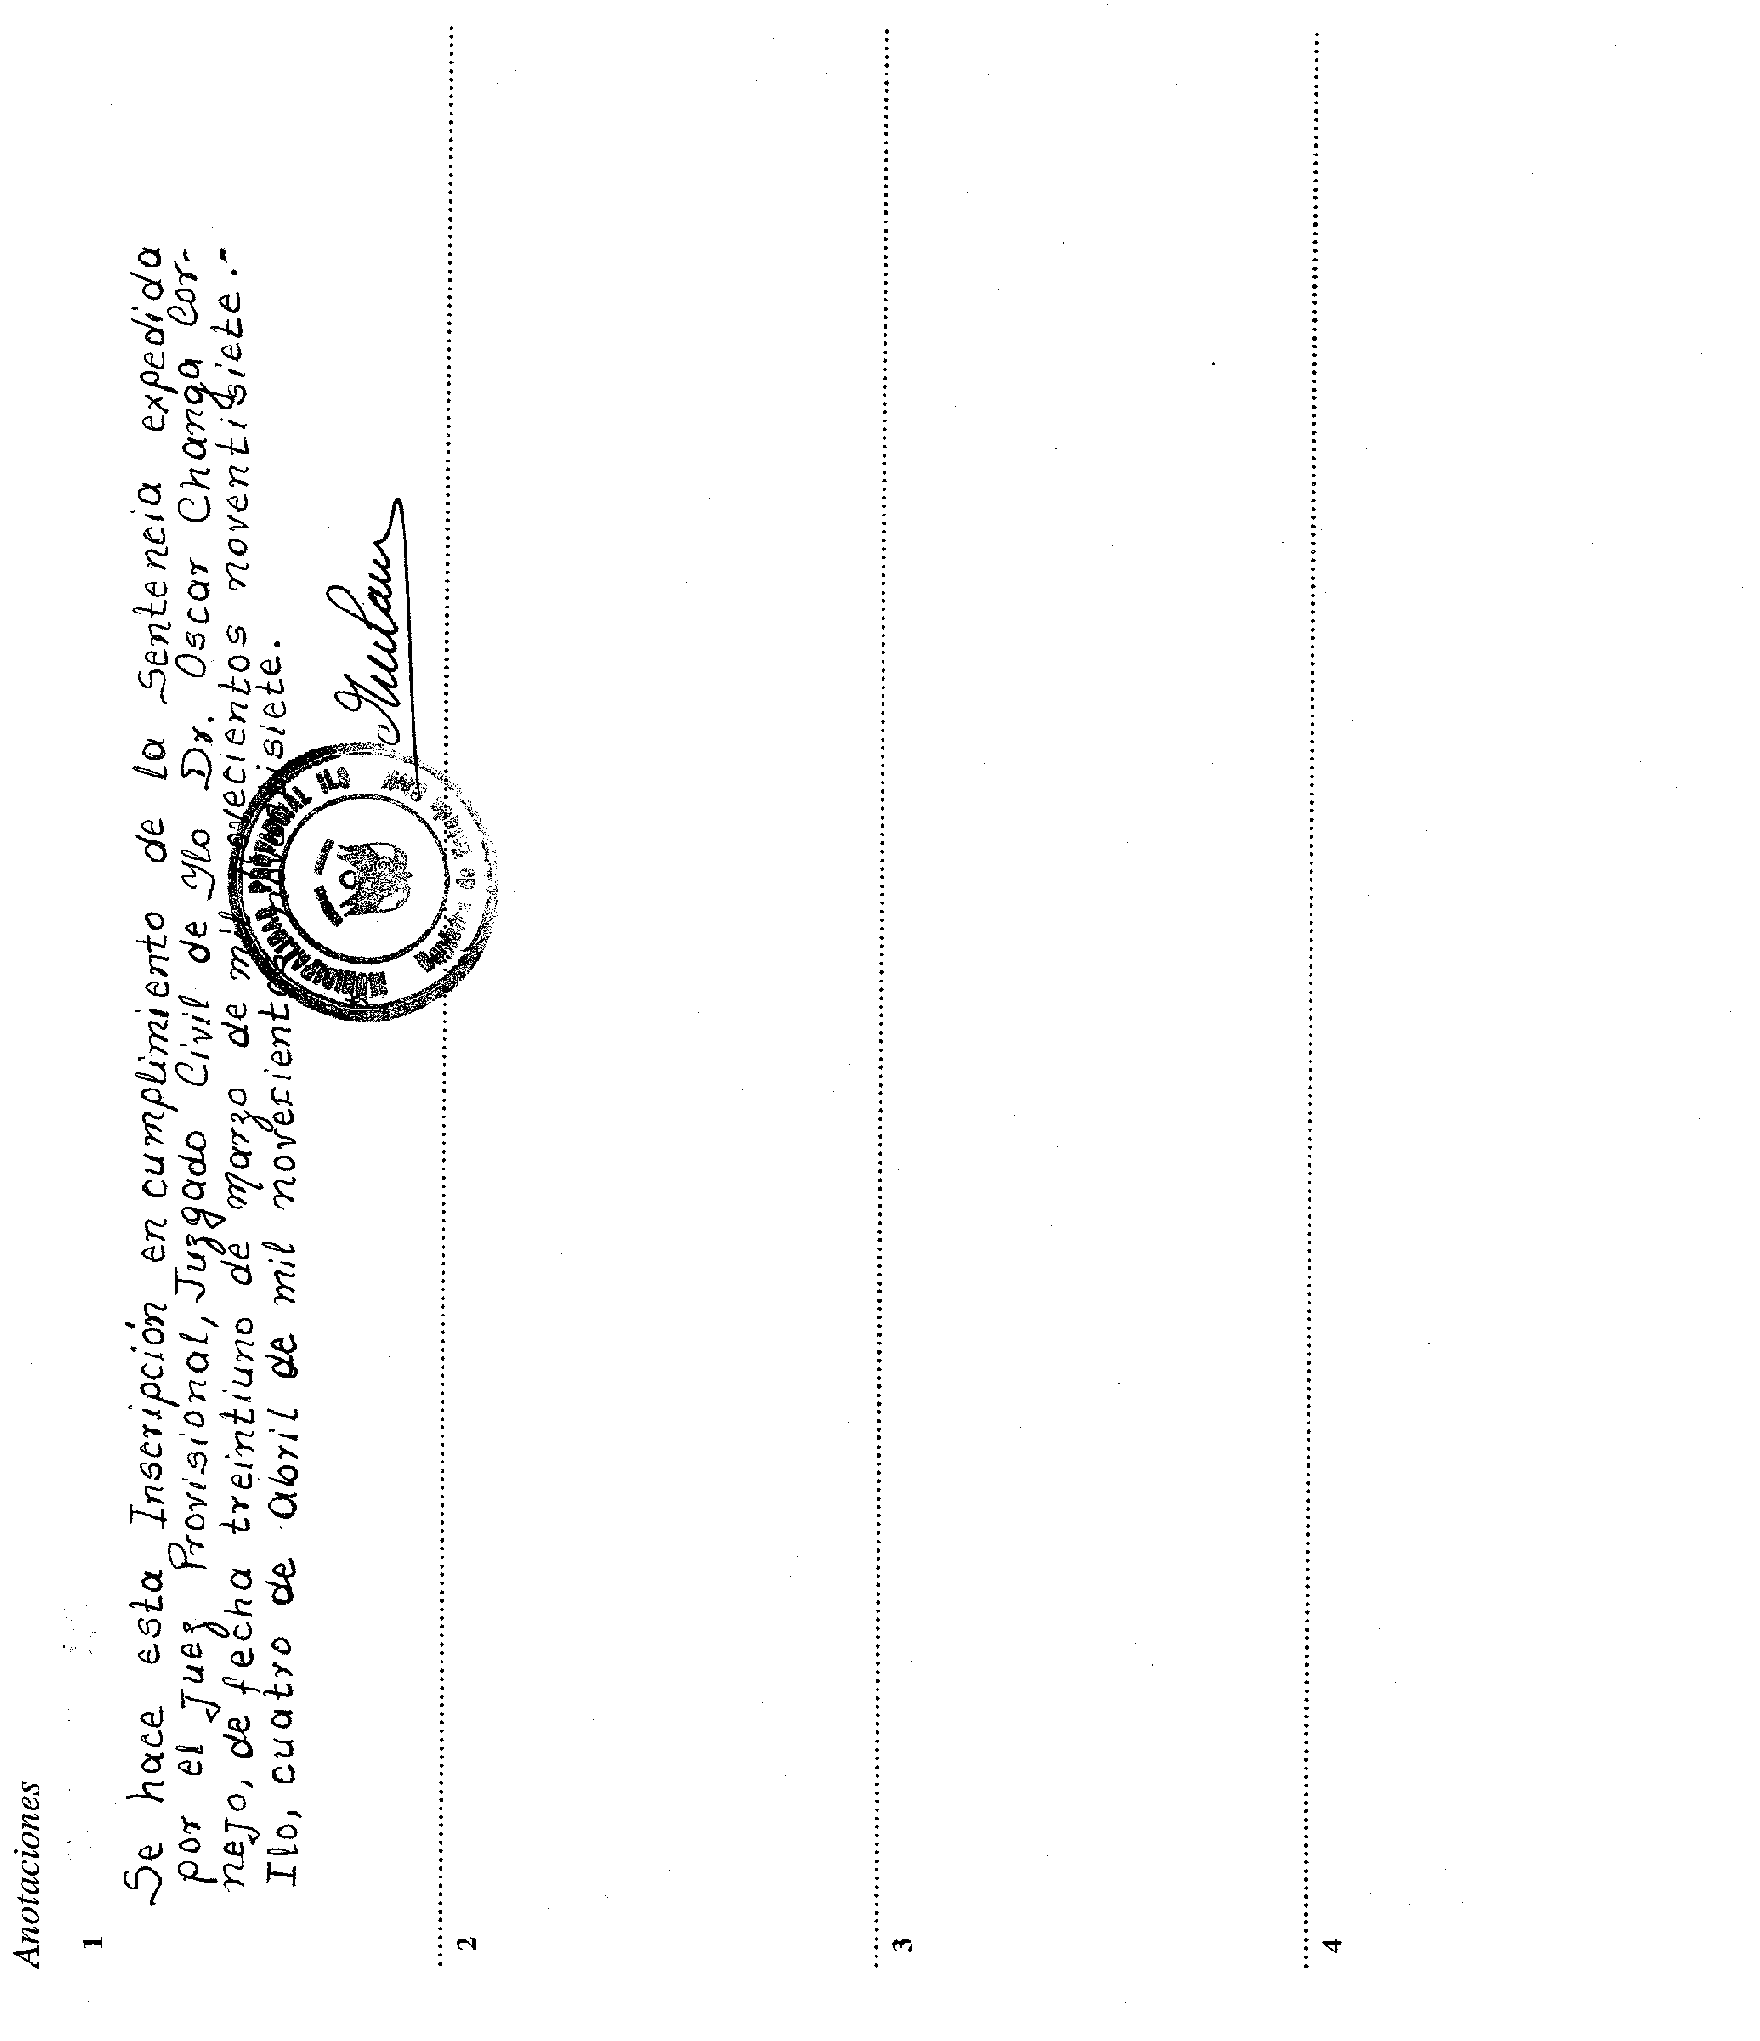 Anotaciones
1
Se hace esta Inscripción en cumplimiento de la Sentencia expedida
por el Juez Provisional, Juzgado Civil de Ylo Dr. Oscar Changa Cor-
nejo, de fecha treintiuno de Marzo de mil novecientos noventisiete.-
Ilo, cuatro de abril de mil novecientos noventisiete.
MUNICIPALIDAD PROVINCIAL ILO
2
3
4